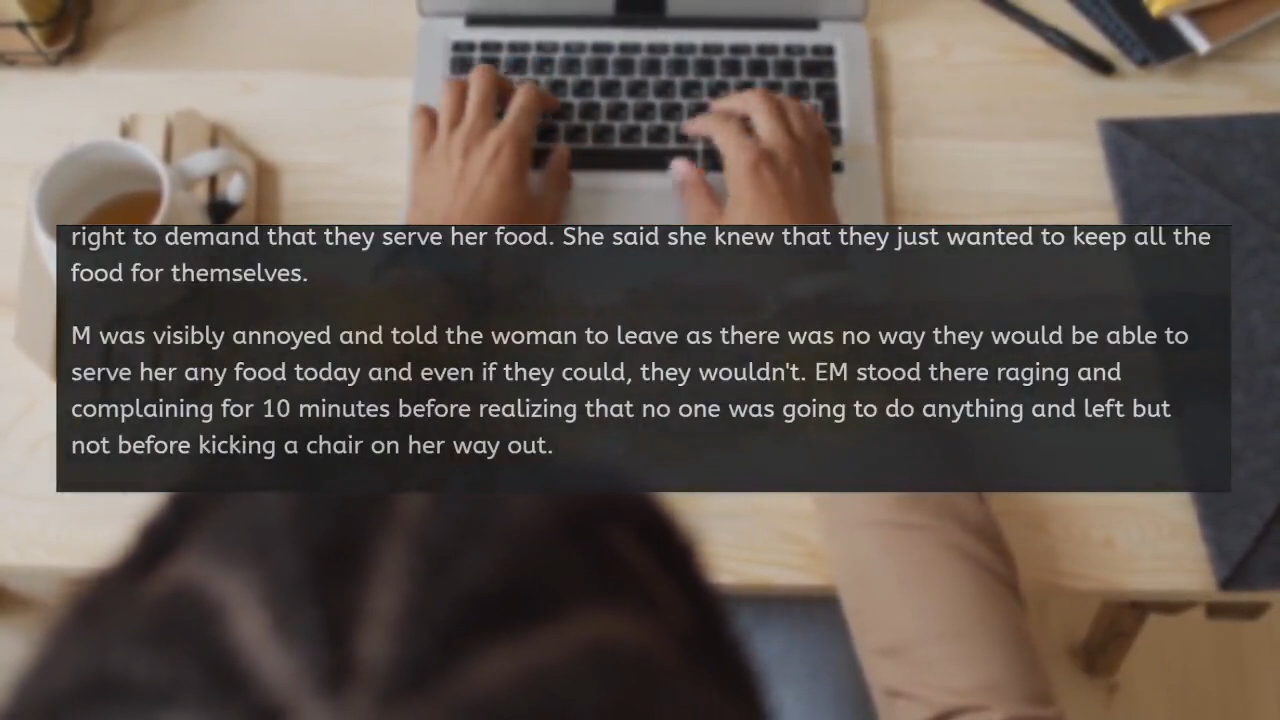 right to demand that they serve her food. She said she knew that they just wanted to keep all the
food for themselves.
M was visibly annoyed and told the woman to leave as there was no way they would be able to
serve her any food today and even if they could, they wouldn't. EM stood there raging and
complaining for 10 minutes before realizing that no one was going to do anything and left but
not before kicking a chair on her way out.